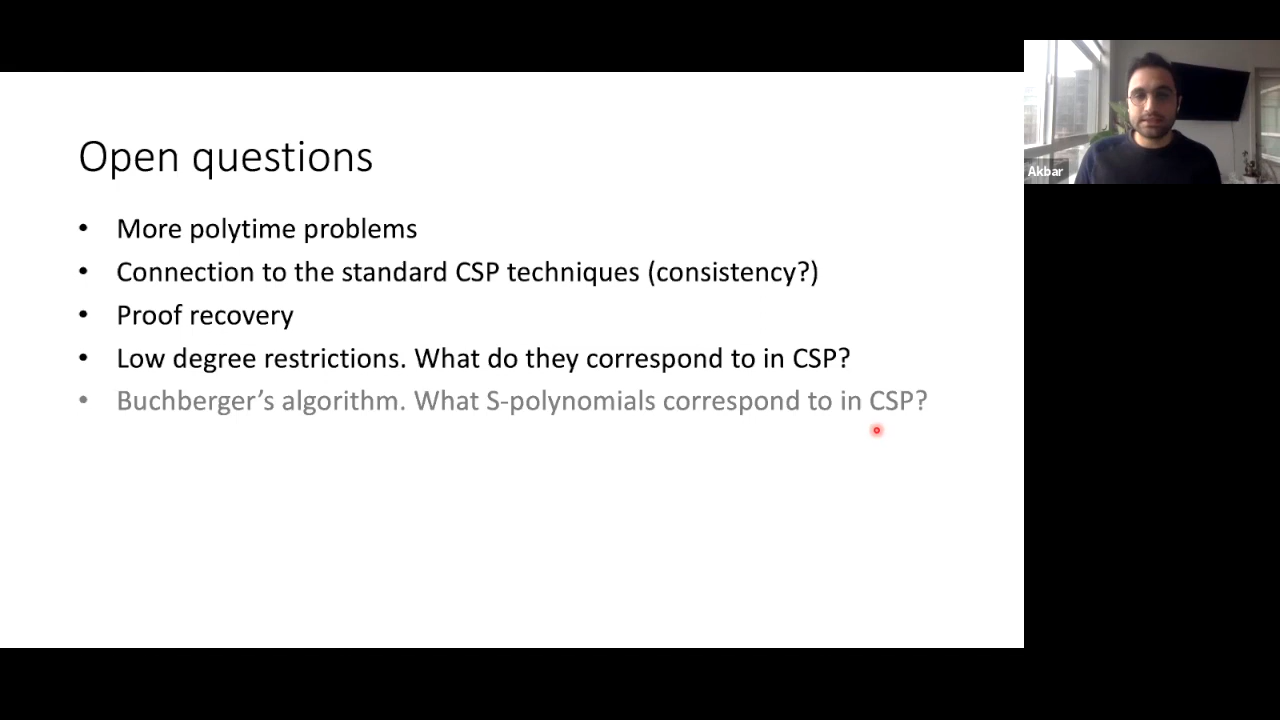 Open questions
• More polytime problems
• Connection to the standard CSP techniques (consistency?)
• Proof recovery
• Low degree restrictions. What do they correspond to in CSP?
• Buchberger’s algorithm. What S-polynomials correspond to in CSP?
Akbar